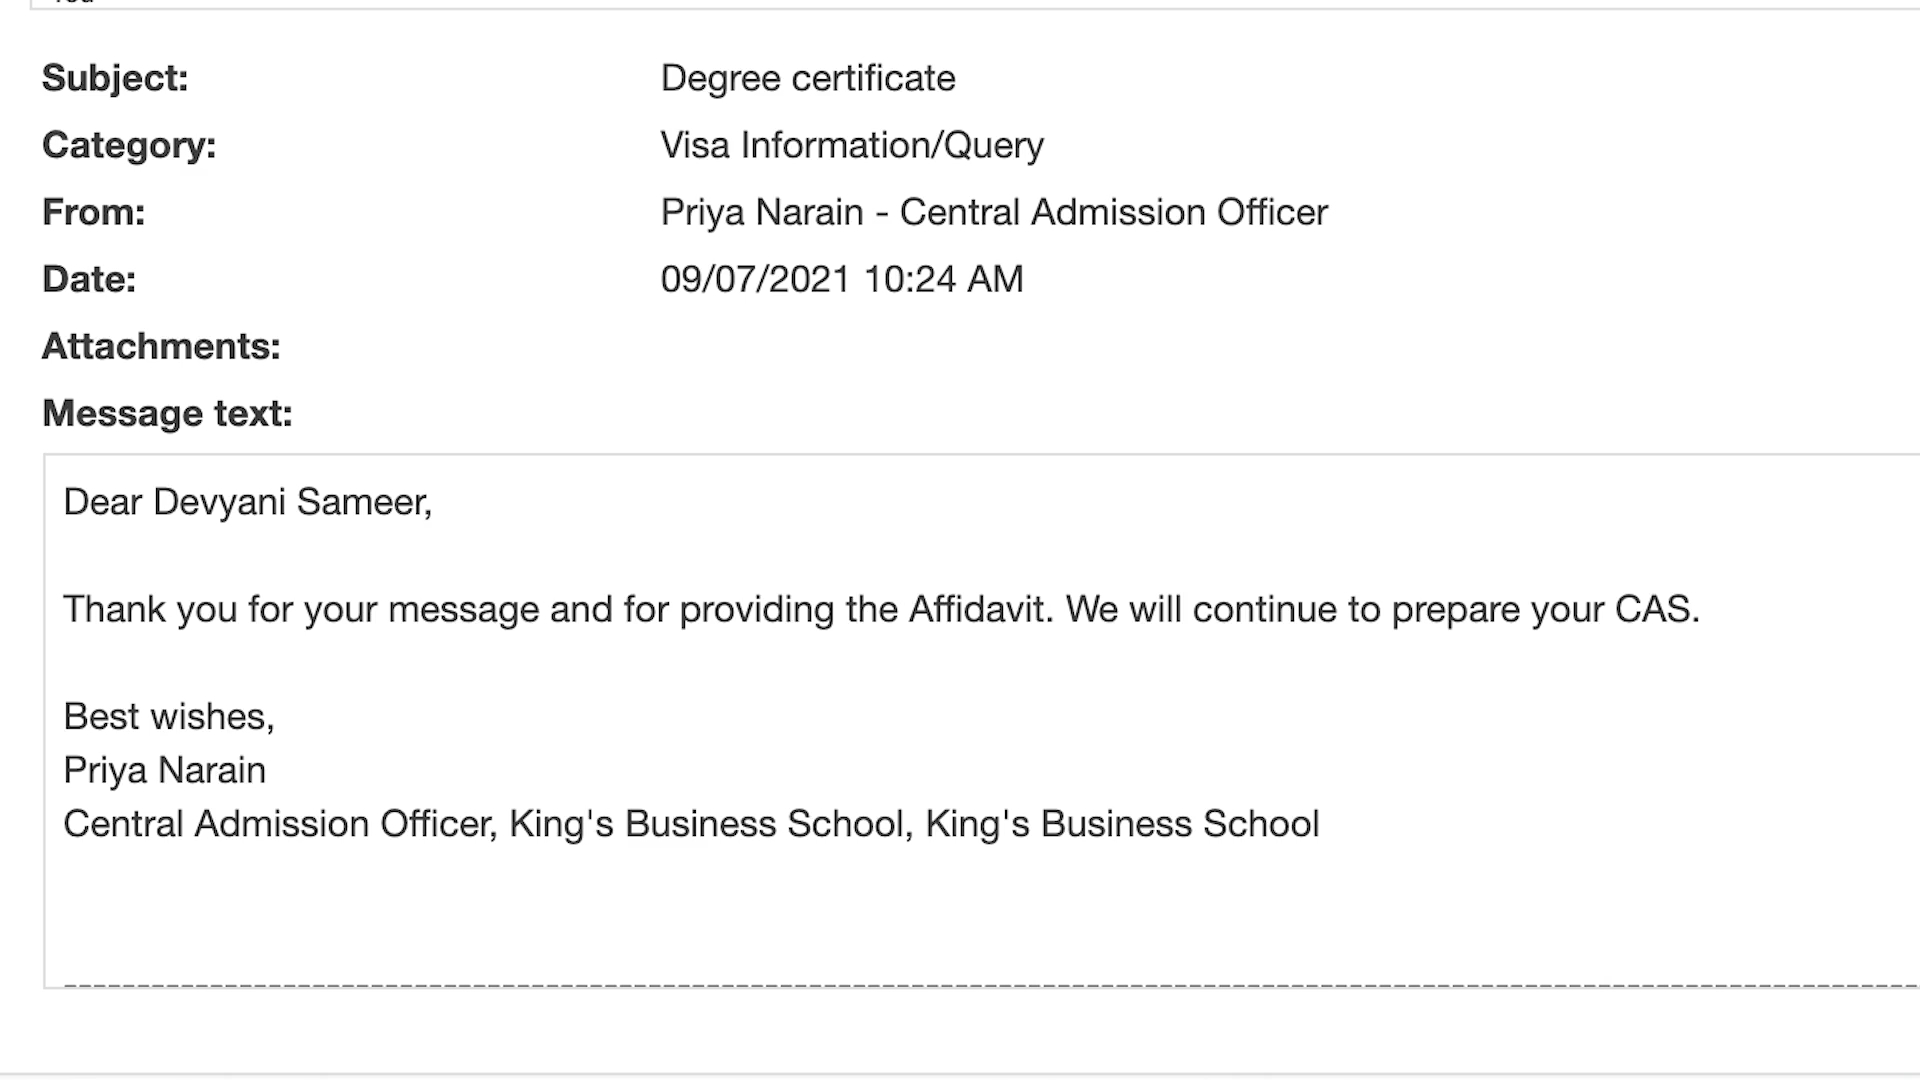 Subject: Degree certificate
Category: Visa Information/Query
From: Priya Narain - Central Admission Officer
Date: 09/07/2021 10:24 AM
Attachments:
Message text:
Dear Devyani Sameer,
Thank you for your message and for providing the Affidavit. We will continue to prepare your CAS.
Best wishes,
Priya Narain
Central Admission Officer, King's Business School, King's Business School